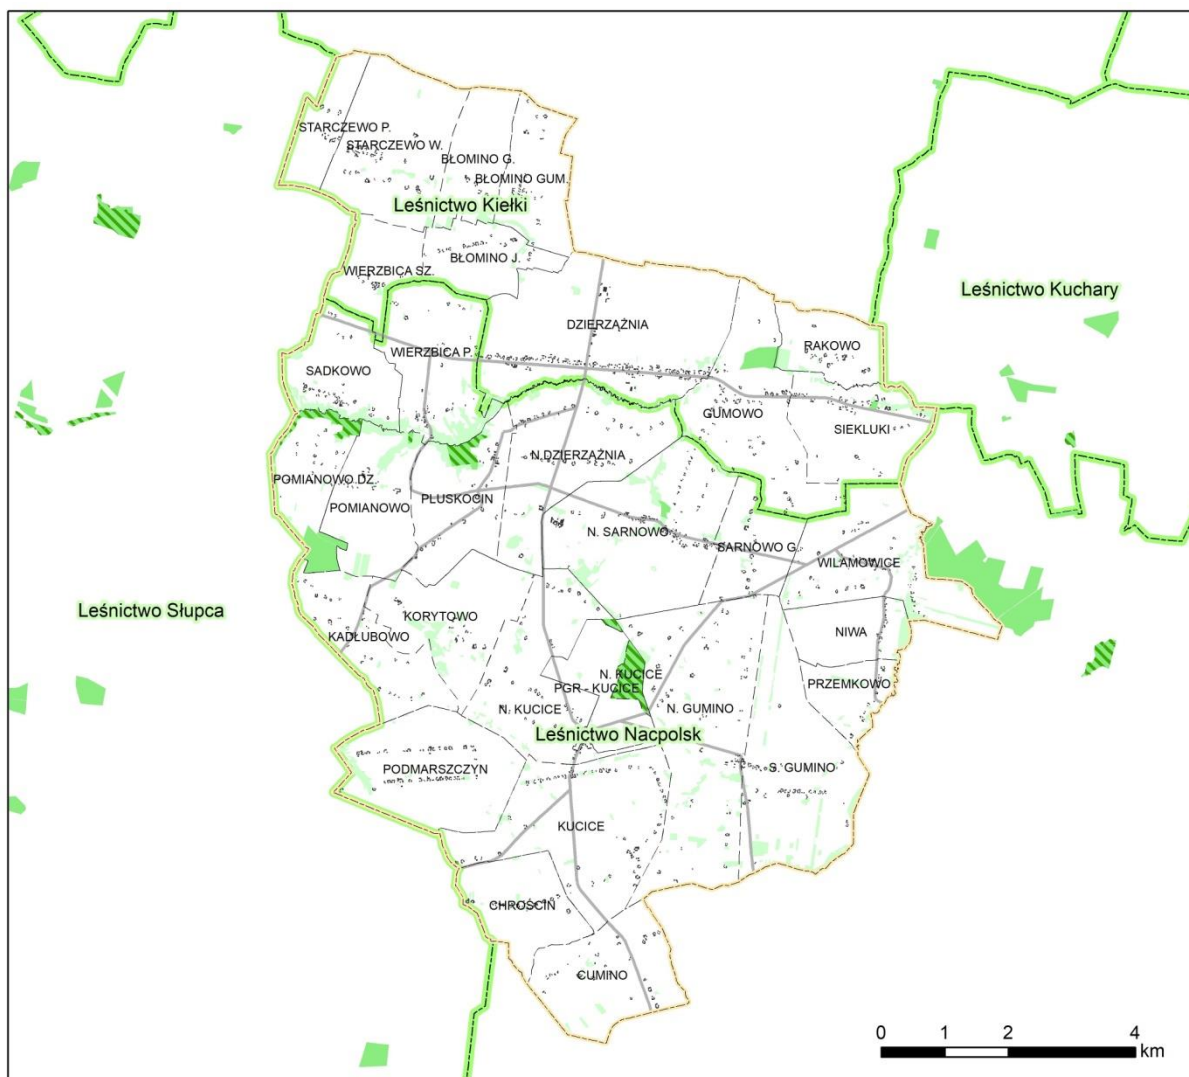 STARCZEWO P.
STARCZEWO W.
BŁOMINO G.
BŁOMINO GUM.
Leśnictwo Kiełki
BŁOMINO J.
WIERZBICA SZ.
Leśnictwo Kuchary
DZIERZĄŻNIA
RAKOWO
WIERZBICA P.
SADKOWO
GUMOWO
SIEKLUKI
N.DZIERZĄŻNIA
POMIANOWO DZ.
PLUSKOCIN
POMIANOWO
N. SARNOWO
SARNOWO G.
WILAMOWICE
Leśnictwo Słupca
KORYTOWO
KADŁUBOWO
NIWA
N. KUCICE
PGR - KUCICE
PRZEMKOWO
N. KUCICE
N. GUMINO
Leśnictwo Nacpolsk
PODMARSZCZYN
S. GUMINO
KUCICE
CHROŚCIN
CUMINO
0 1 2 4
km